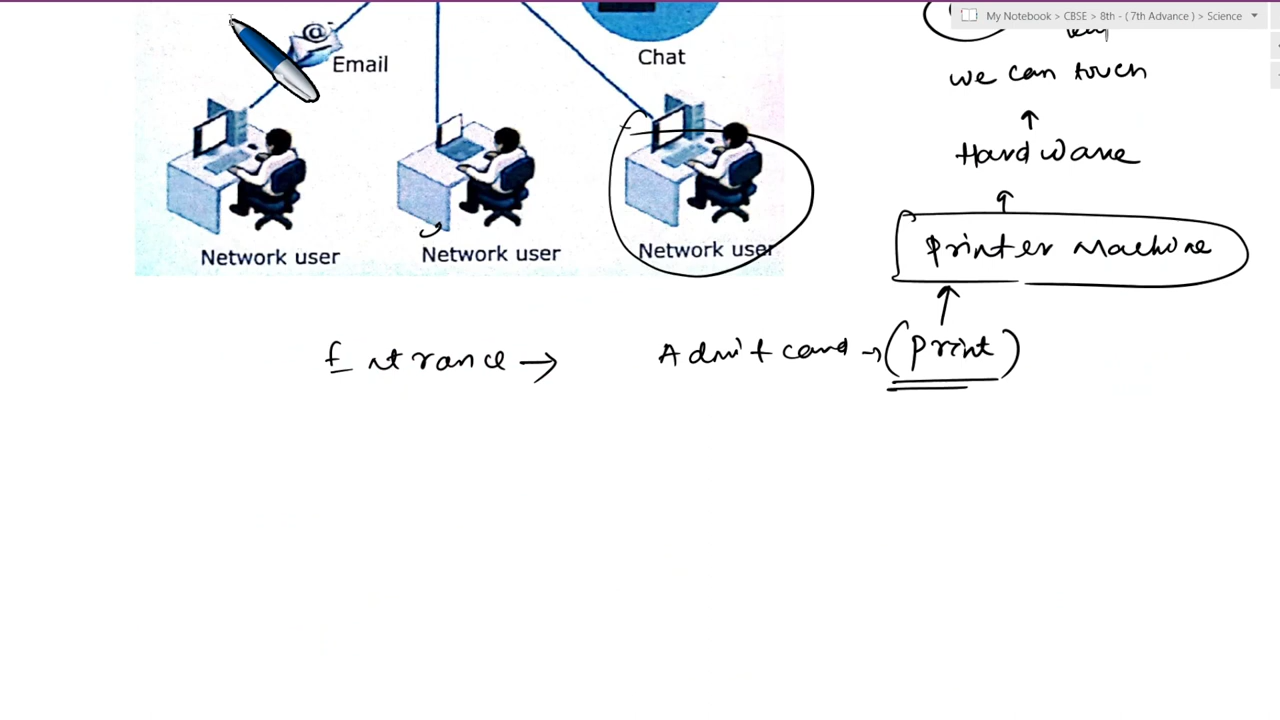 My Notebook > CBSE > 8th - ( 7th Advance ) > Science
Email
Chat
we can touch
Hardware
Printer Machine
Network user
Network user
Network user
Entrance →
Admit card → (Print)